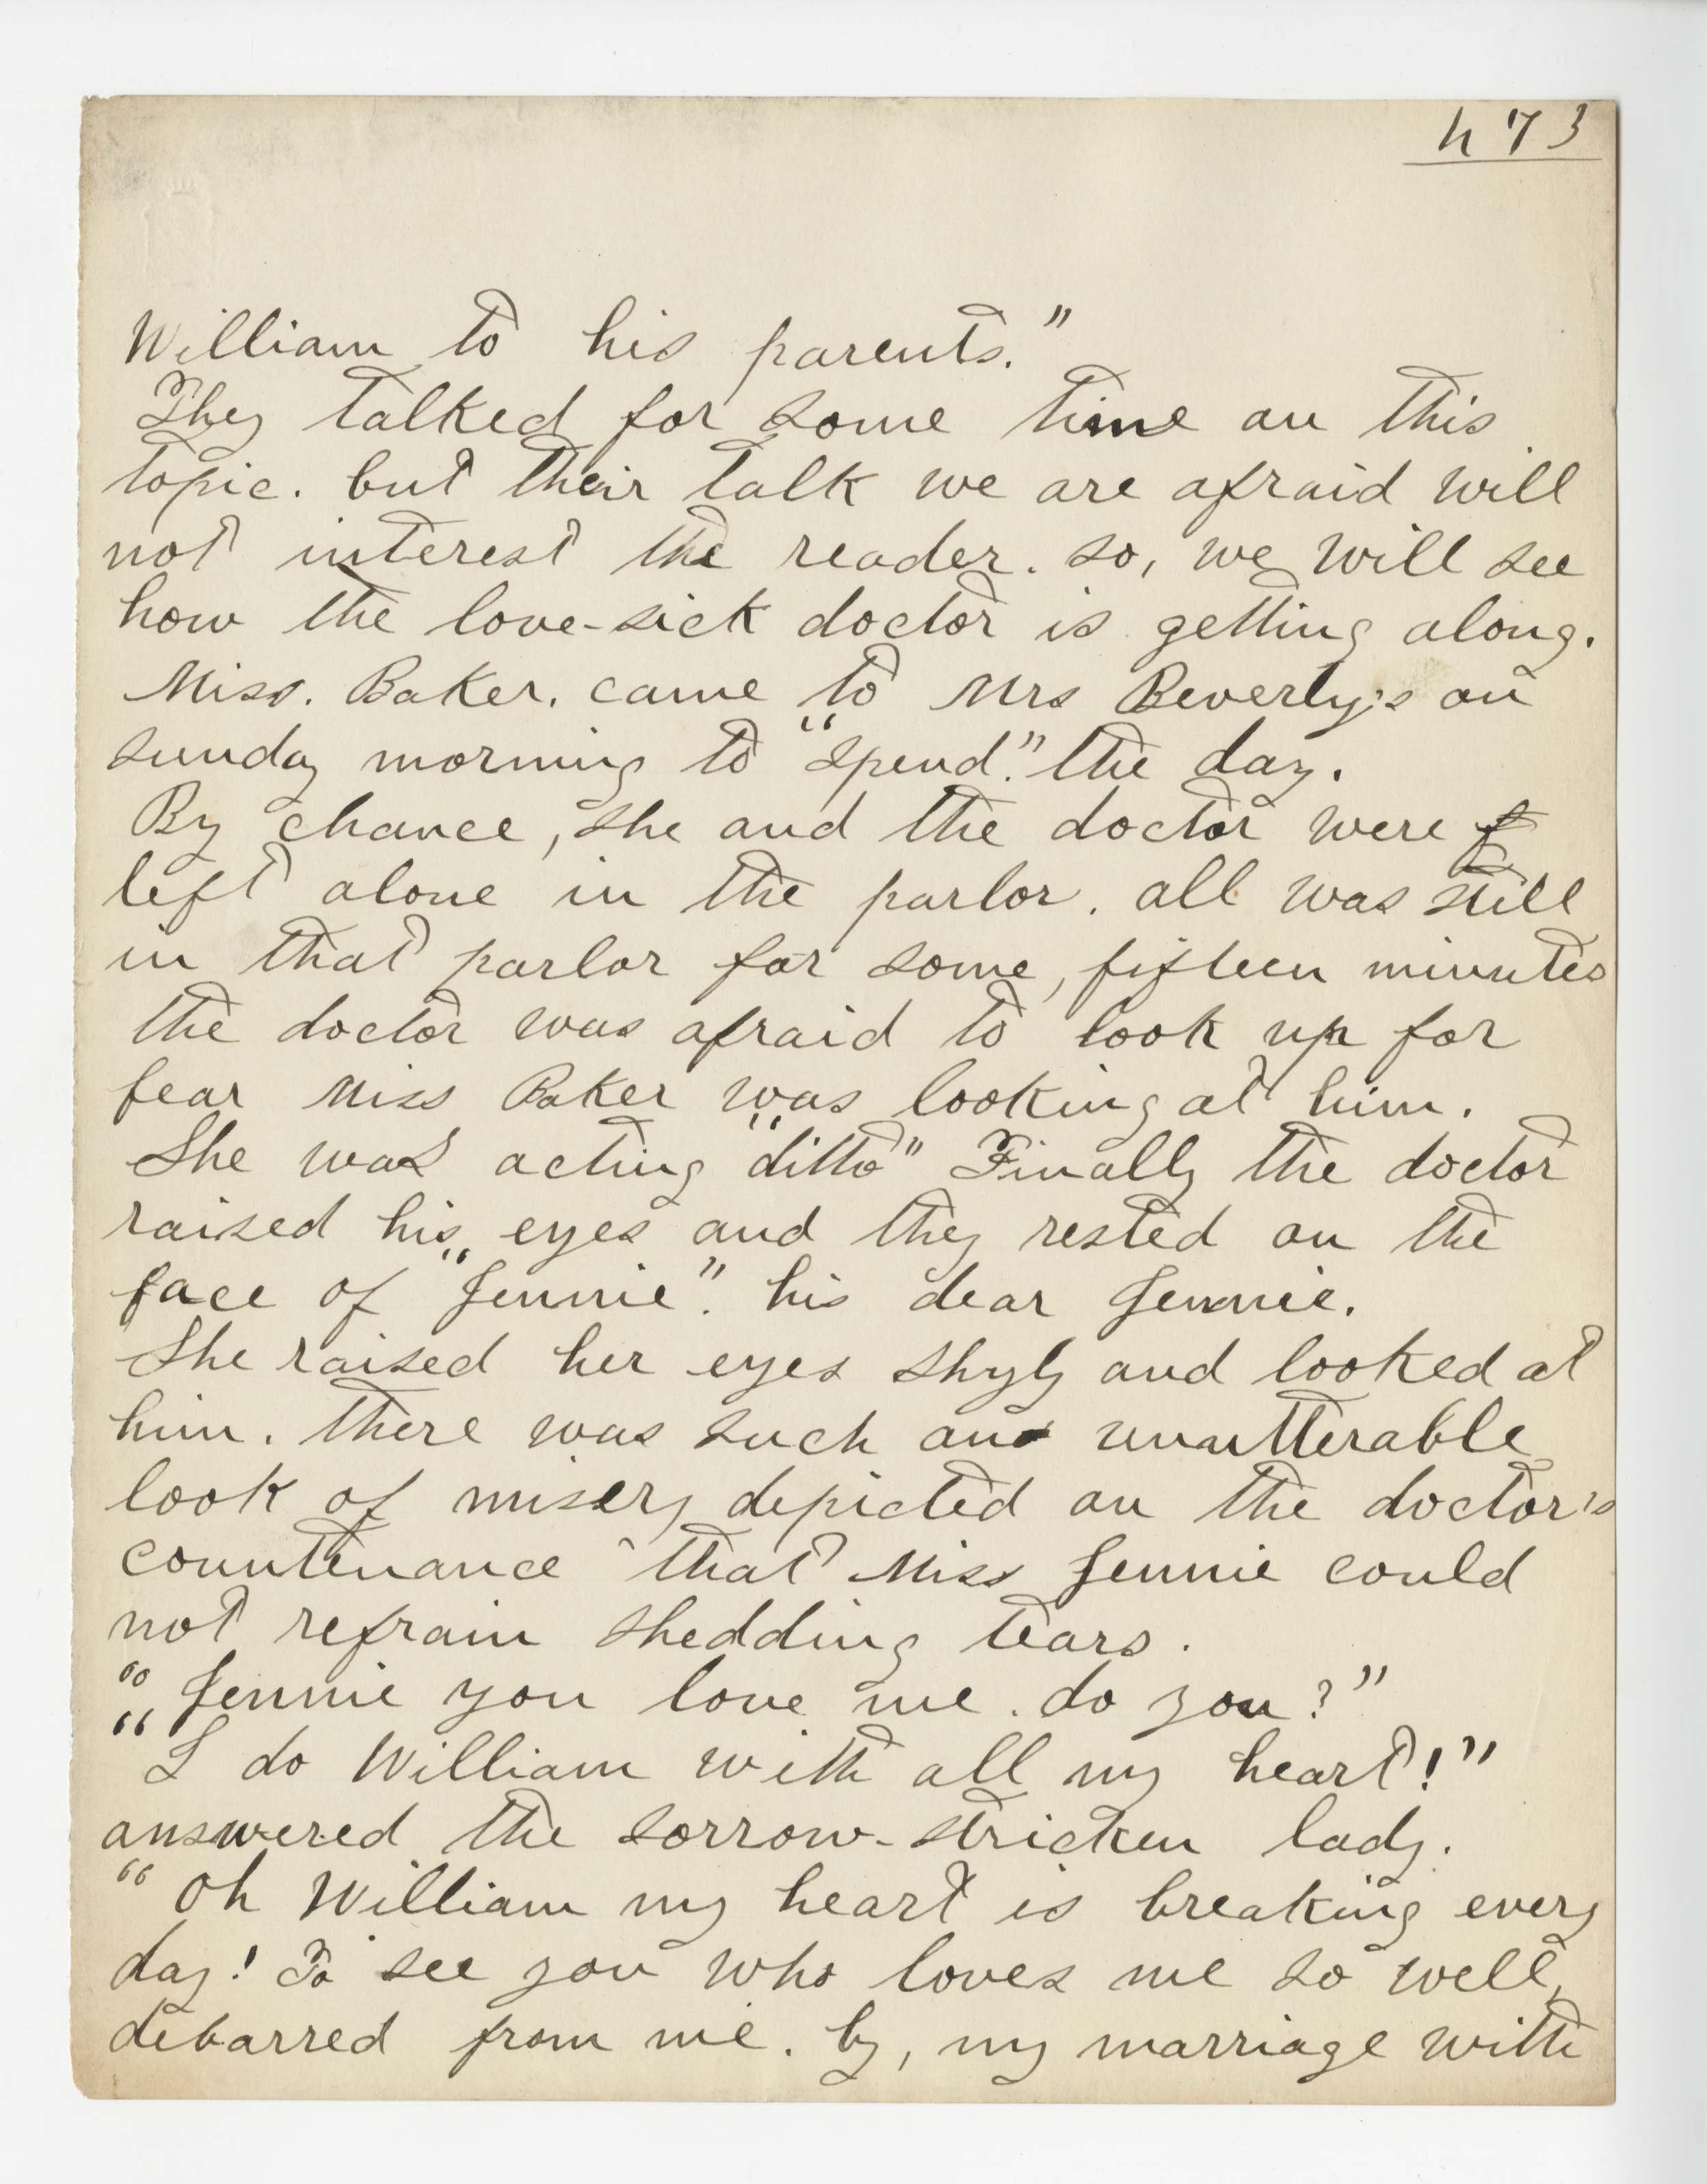 473
William to his parents."
They talked for some time on this
topic. but their talk we are afraid will
not interest the reader. so, we will see
how the love-sick doctor is getting along.
Miss. Baker. came to Mrs Beverly's on
sunday morning to "spend." the day.
By chance, she and the doctor were
left alone in the parlor. all was still
in that parlor for some, fifteen minutes
the doctor was afraid to look up for
fear Miss Baker was looking at him.
She was acting "ditto" Finally the doctor
raised his eyes and they rested on the
face of "Jennie". his dear Jennie.
She raised her eyes shyly and looked at
him. there was such an unutterable
look of misery depicted on the doctor's
countenance that Miss Jennie could
not refrain shedding tears.
"Jennie you love me. do you?"
"I do William with all my heart!"
answered the sorrow-stricken lady.
"Oh William my heart is breaking every
day! To see you who loves me so well,
debarred from me. by, my marriage with